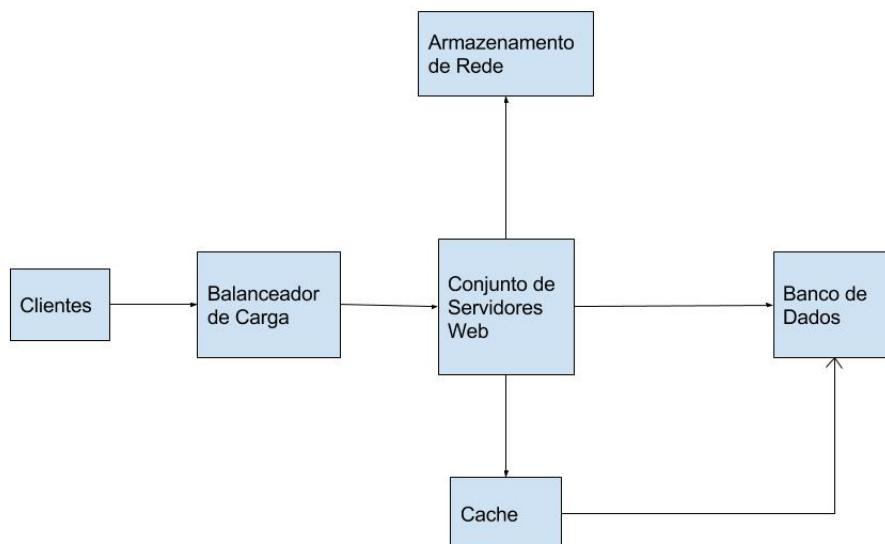 Armazenamento
de Rede
Clientes
Balanceador
de Carga
Conjunto de
Servidores
Web
Banco de
Dados
Cache